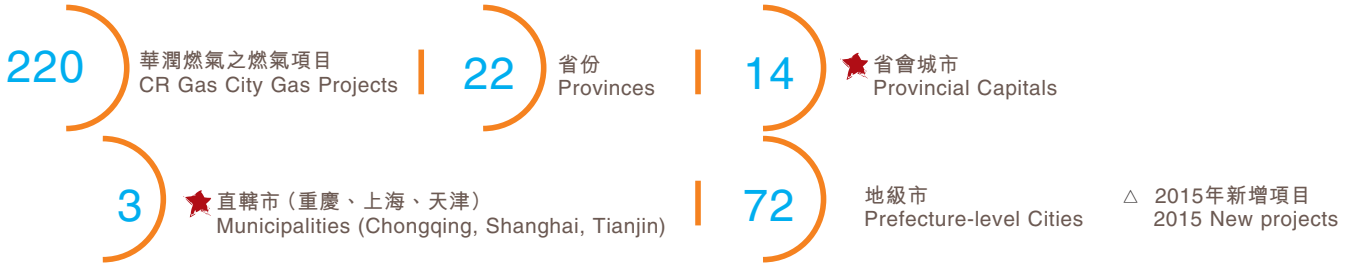 220
華潤燃氣之燃氣項目
CR Gas City Gas Projects
22
省份
Provinces
14
省會城市
Provincial Capitals
3
直轄市（重慶、上海、天津）
Municipalities (Chongqing, Shanghai, Tianjin)
72
地級市
Prefecture-level Cities
△ 2015年新增項目
2015 New projects